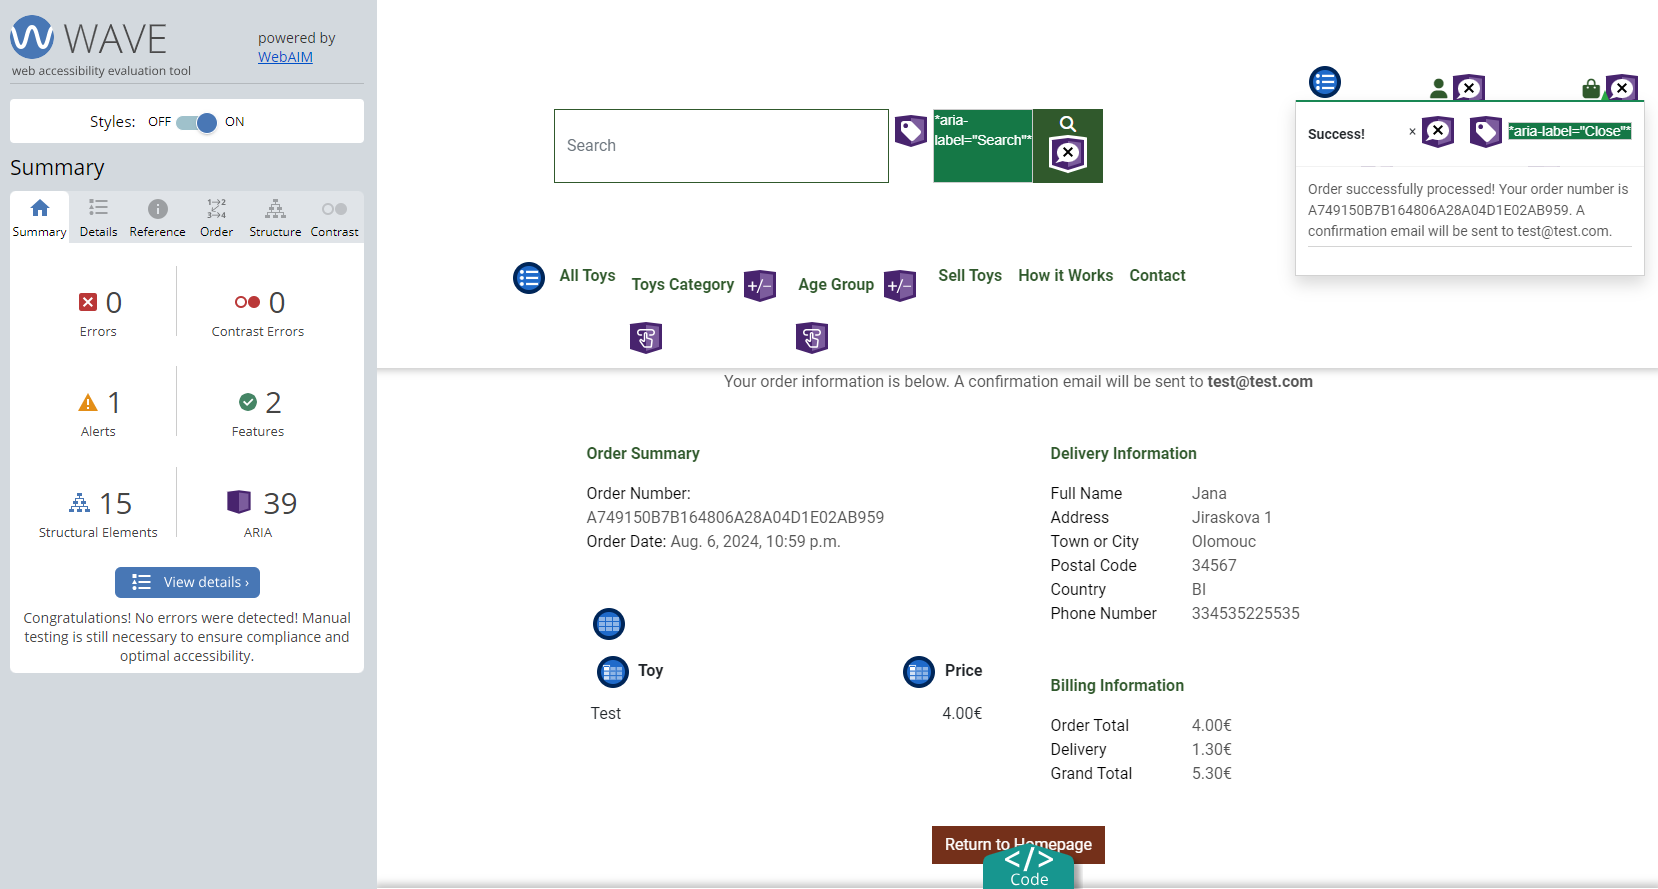 WAVE
powered by
WebAIM
web accessibility evaluation tool
Styles: OFF ON
Summary
Summary Details Reference Order Structure Contrast
0 0
Errors Contrast Errors
1 2
Alerts Features
15 39
Structural Elements ARIA
View details ›
Congratulations! No errors were detected! Manual
testing is still necessary to ensure compliance and
optimal accessibility.
Search
*aria-
label="Search"*
Success! × *aria-label="Close"*
Order successfully processed! Your order number is
A749150B7B164806A28A04D1E02AB959. A
confirmation email will be sent to test@test.com.
All Toys Toys Category +/− Age Group +/− Sell Toys How it Works Contact
Your order information is below. A confirmation email will be sent to test@test.com
Order Summary
Order Number:
A749150B7B164806A28A04D1E02AB959
Order Date: Aug. 6, 2024, 10:59 p.m.
Toy Price
Test 4.00€
Delivery Information
Full Name Jana
Address Jiraskova 1
Town or City Olomouc
Postal Code 34567
Country BI
Phone Number 334535225535
Billing Information
Order Total 4.00€
Delivery 1.30€
Grand Total 5.30€
Return to Homepage
</>
Code